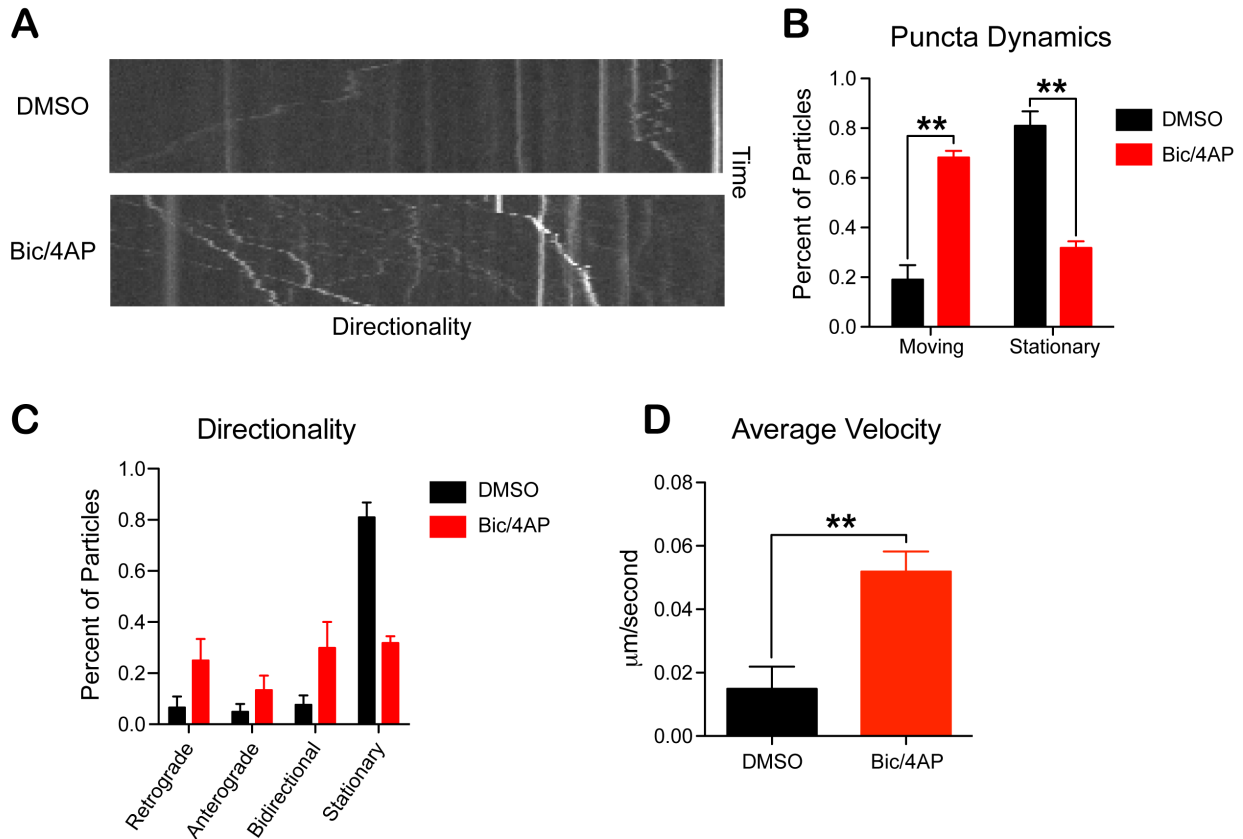 A
DMSO
Bic/4AP
Time
Directionality
B
Puncta Dynamics
Percent of Particles
1.0
0.8
0.6
0.4
0.2
0.0
**
**
Moving
Stationary
DMSO
Bic/4AP
C
Directionality
Percent of Particles
1.0
0.8
0.6
0.4
0.2
0.0
Retrograde
Anterograde
Bidirectional
Stationary
DMSO
Bic/4AP
D
Average Velocity
μm/second
0.08
0.06
0.04
0.02
0.00
**
DMSO
Bic/4AP